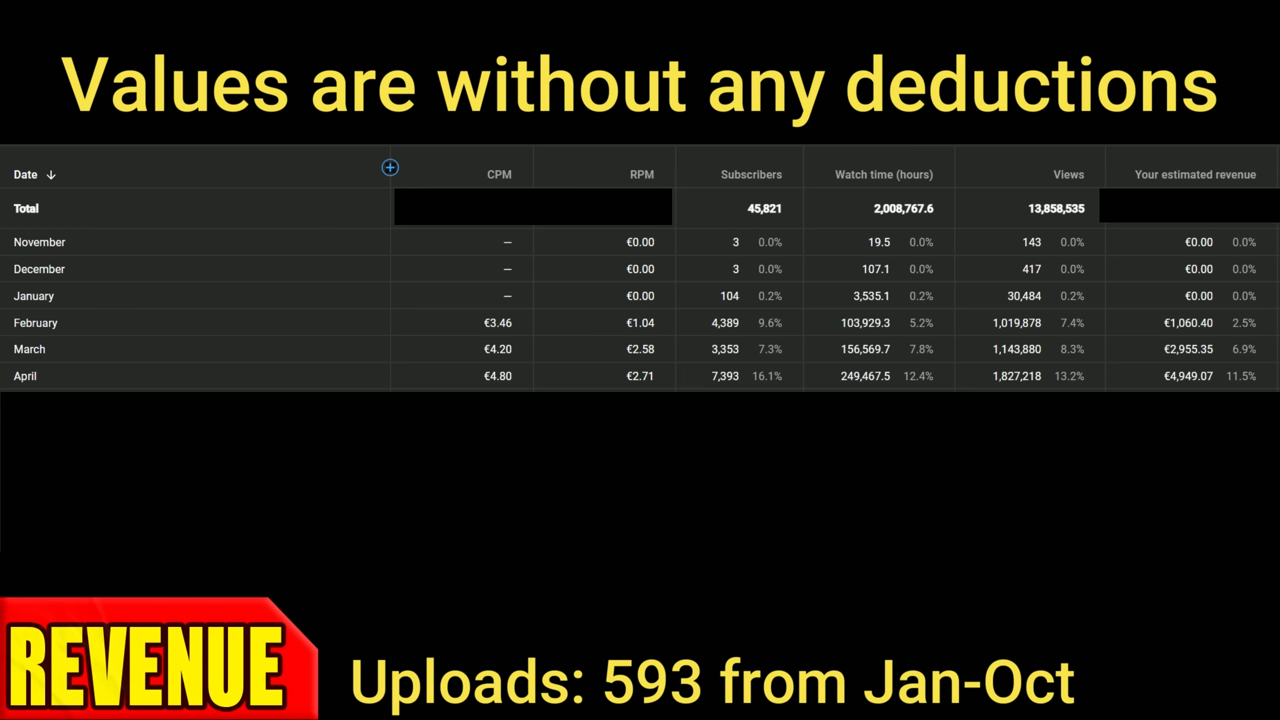 Values are without any deductions
Date ↓ CPM RPM Subscribers Watch time (hours) Views Your estimated revenue
Total 45,821 2,008,767.6 13,858,535
November — €0.00 3 0.0% 19.5 0.0% 143 0.0% €0.00 0.0%
December — €0.00 3 0.0% 107.1 0.0% 417 0.0% €0.00 0.0%
January — €0.00 104 0.2% 3,535.1 0.2% 30,484 0.2% €0.00 0.0%
February €3.46 €1.04 4,389 9.6% 103,929.3 5.2% 1,019,878 7.4% €1,060.40 2.5%
March €4.20 €2.58 3,353 7.3% 156,569.7 7.8% 1,143,880 8.3% €2,955.35 6.9%
April €4.80 €2.71 7,393 16.1% 249,467.5 12.4% 1,827,218 13.2% €4,949.07 11.5%
REVENUE
Uploads: 593 from Jan-Oct